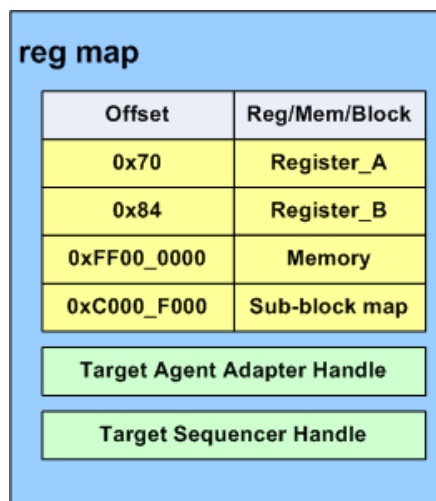 reg map
Offset Reg/Mem/Block
0x70 Register_A
0x84 Register_B
0xFF00_0000 Memory
0xC000_F000 Sub-block map
Target Agent Adapter Handle
Target Sequencer Handle